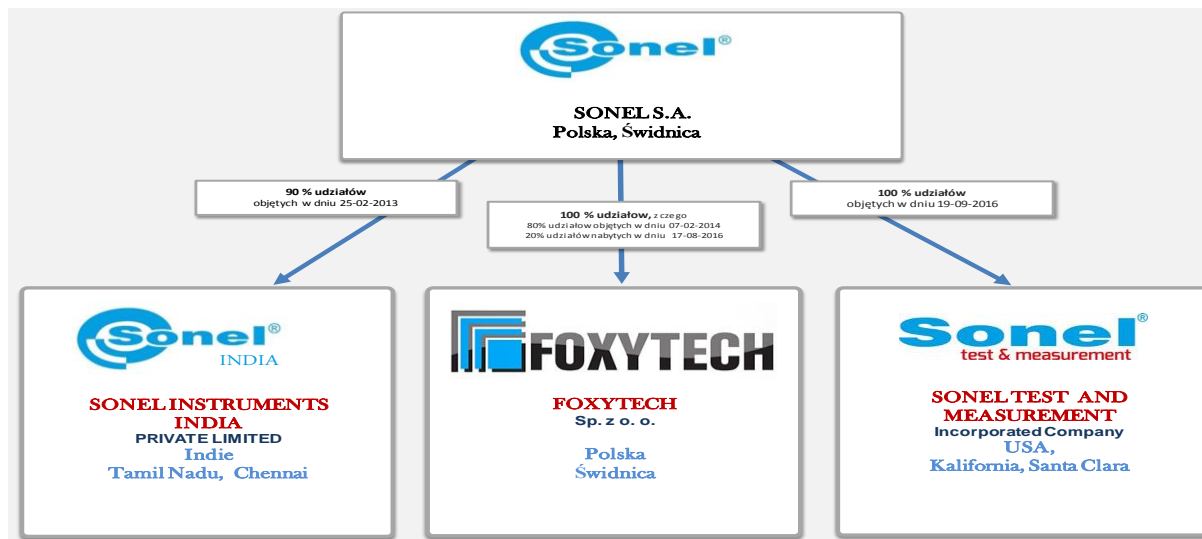 Sonel®
SONEL S.A.
Polska, Świdnica
90 % udziałów
objętych w dniu 25-02-2013
100 % udziałów, z czego
80% udziałow objętych w dniu 07-02-2014
20% udziałów nabytych w dniu 17-08-2016
100 % udziałów
objętych w dniu 19-09-2016
Sonel®
INDIA
SONEL INSTRUMENTS
INDIA
PRIVATE LIMITED
Indie
Tamil Nadu, Chennai
FOXYTECH
FOXYTECH
Sp. z o. o.
Polska
Świdnica
Sonel®
test & measurement
SONEL TEST AND
MEASUREMENT
Incorporated Company
USA,
Kalifornia, Santa Clara